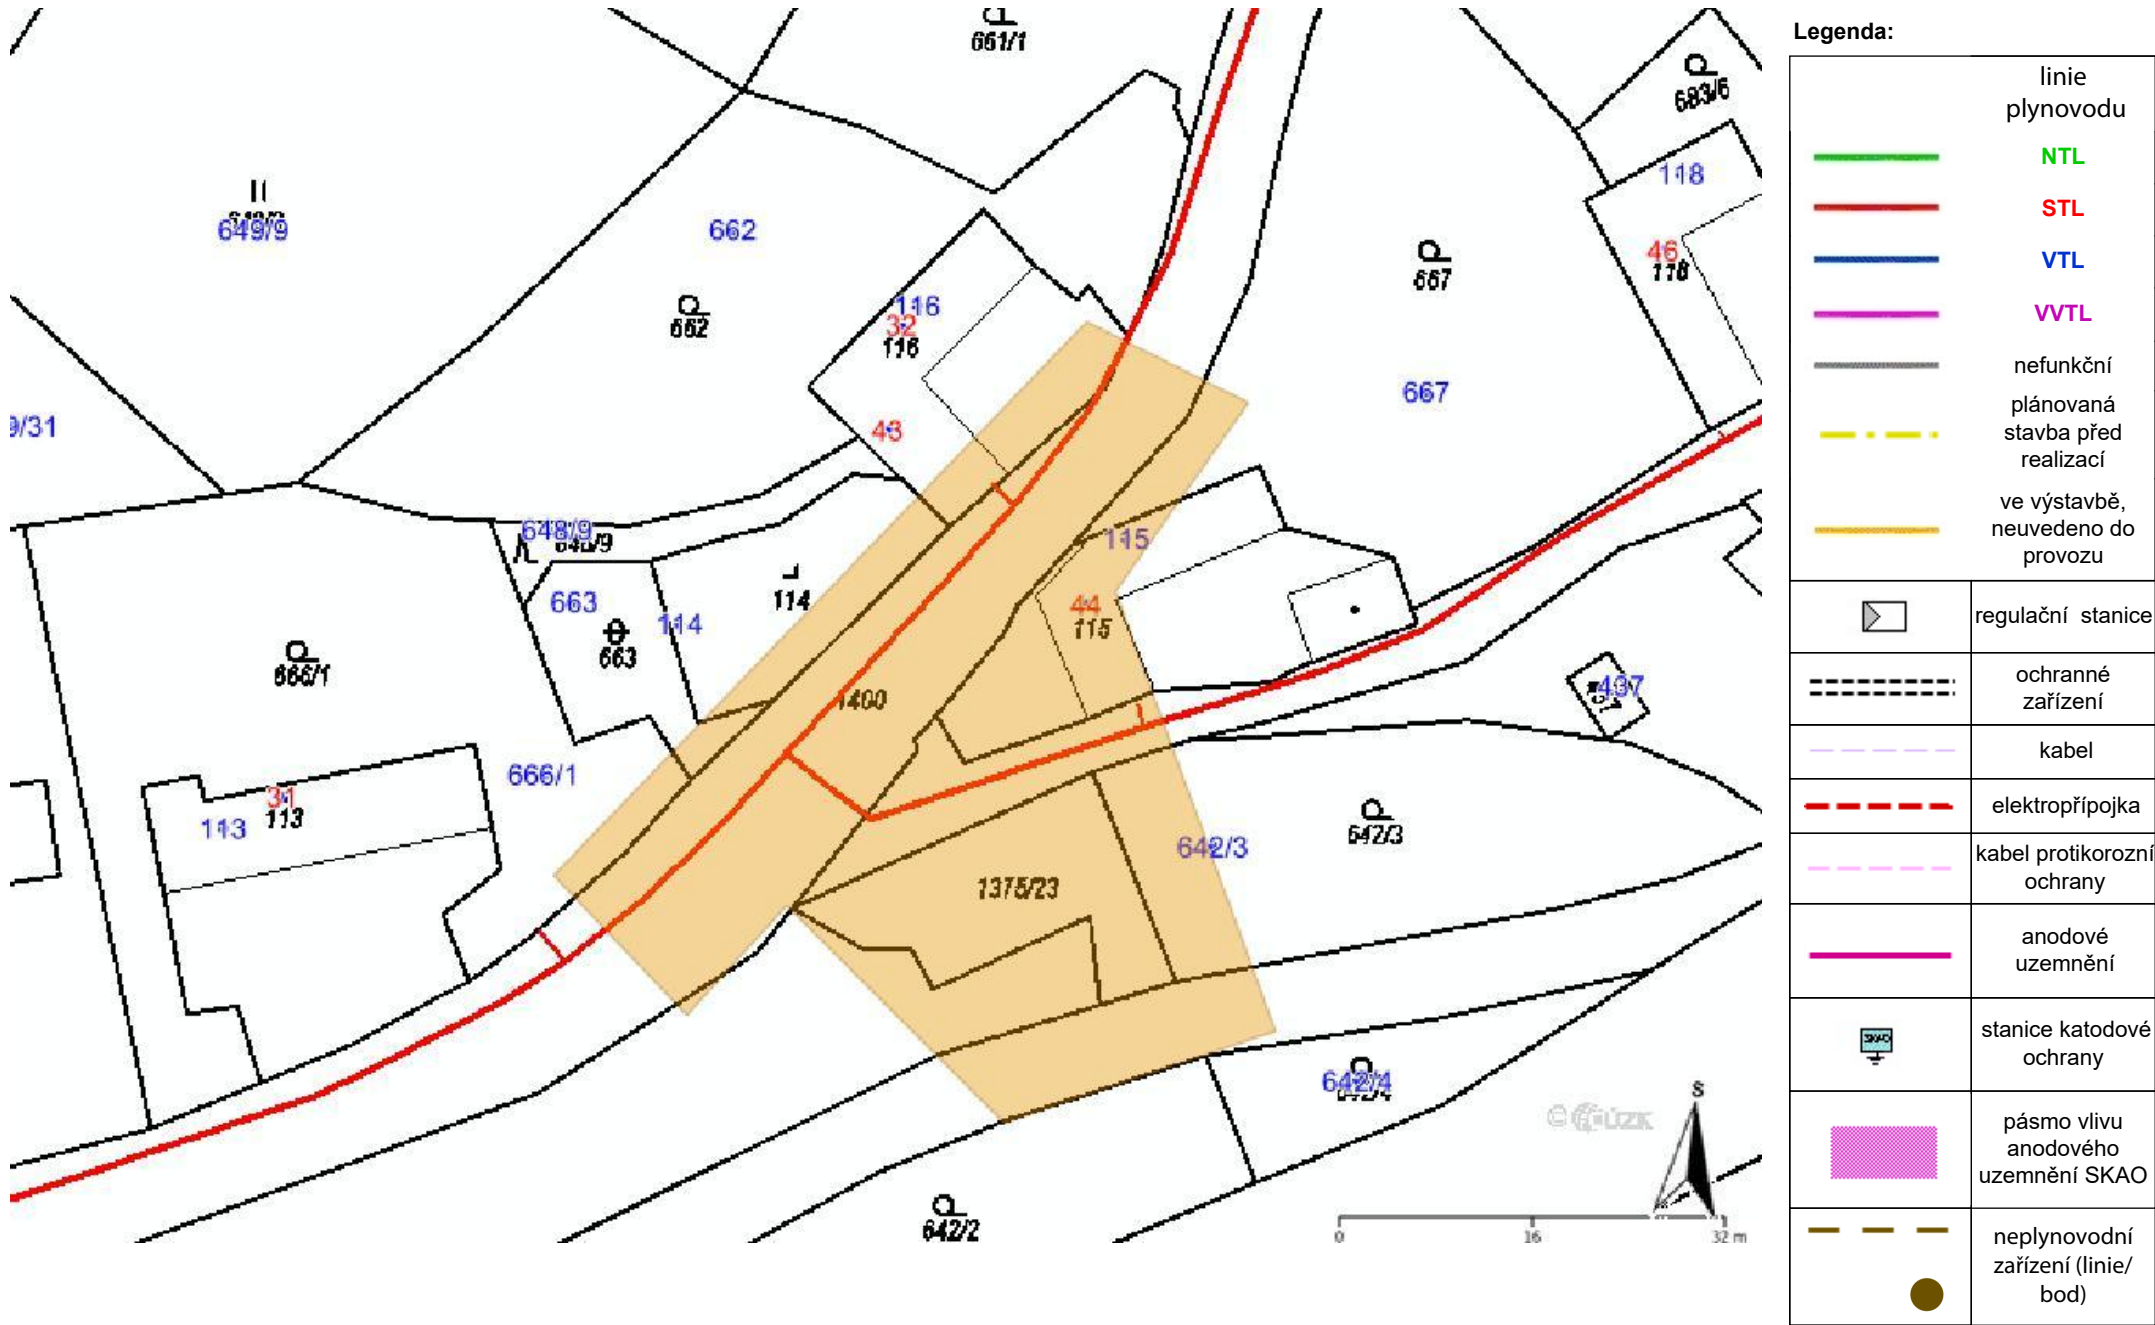 661/1
683/6
118
649/9
662
46
118
667
116
32
116
662
667
9/31
43
648/9
115
663
114
114
44
115
663
666/1
1400
437
666/1
31
113
113
642/3
642/3
1375/23
642/4
642/2
S
0 16 32 m
Legenda:
linie
plynovodu
NTL
STL
VTL
VVTL
nefunkční
plánovaná
stavba před
realizací
ve výstavbě,
neuvedeno do
provozu
regulační stanice
ochranné
zařízení
kabel
elektropřípojka
kabel protikorozní
ochrany
anodové
uzemnění
SKAO
stanice katodové
ochrany
pásmo vlivu
anodového
uzemnění SKAO
neplynovodní
zařízení (linie/
bod)